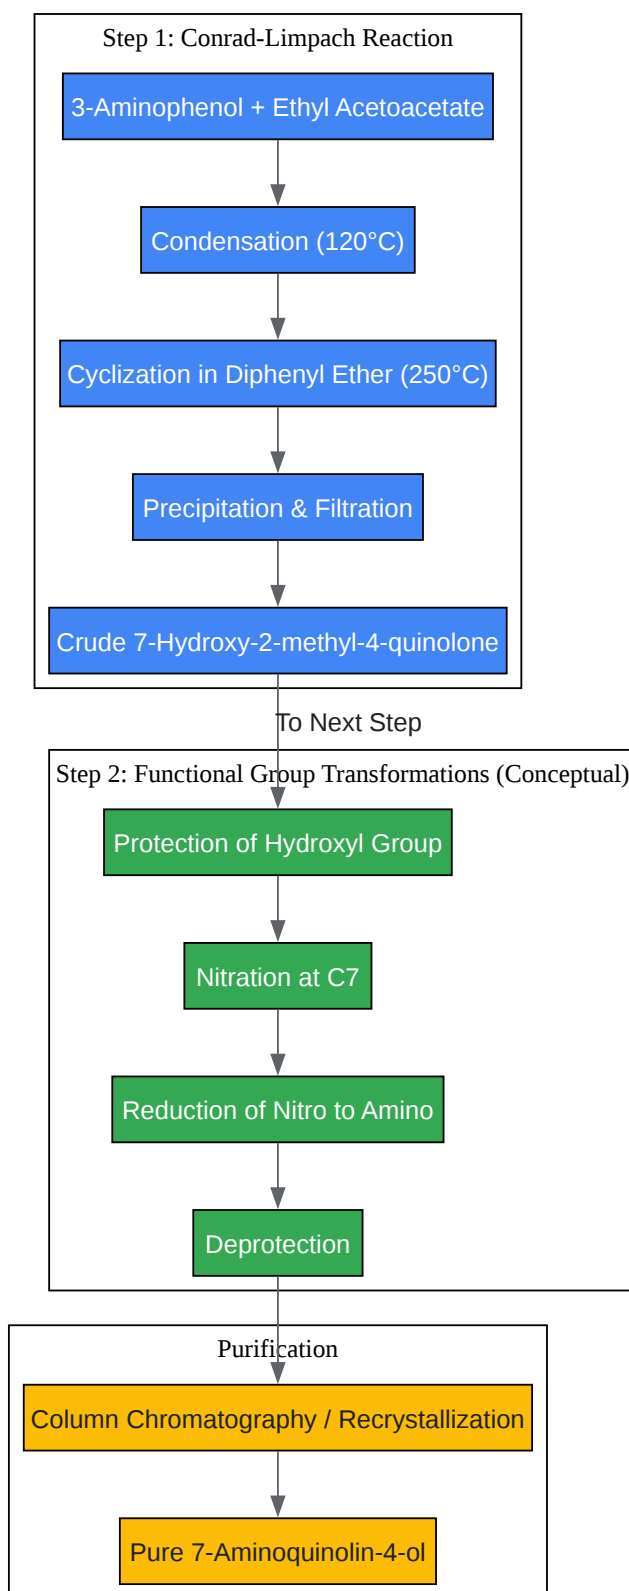 Step 1: Conrad-Limpach Reaction
3-Aminophenol + Ethyl Acetoacetate
Condensation (120°C)
Cyclization in Diphenyl Ether (250°C)
Precipitation & Filtration
Crude 7-Hydroxy-2-methyl-4-quinolone
To Next Step
Step 2: Functional Group Transformations (Conceptual)
Protection of Hydroxyl Group
Nitration at C7
Reduction of Nitro to Amino
Deprotection
Purification
Column Chromatography / Recrystallization
Pure 7-Aminoquinolin-4-ol